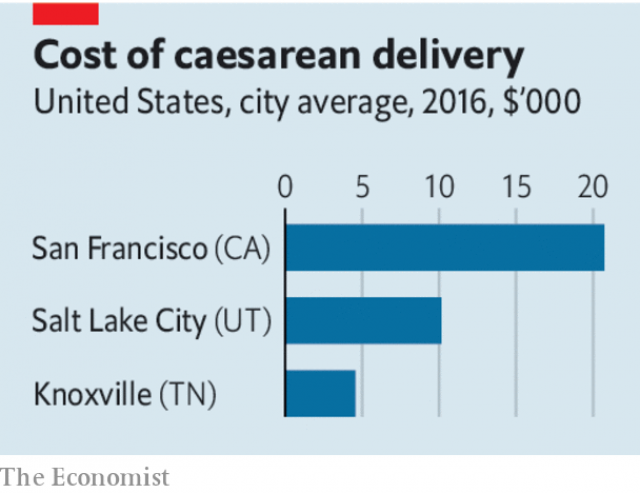 Cost of caesarean delivery
United States, city average, 2016, $’000
0 5 10 15 20
San Francisco (CA)
Salt Lake City (UT)
Knoxville (TN)
The Economist